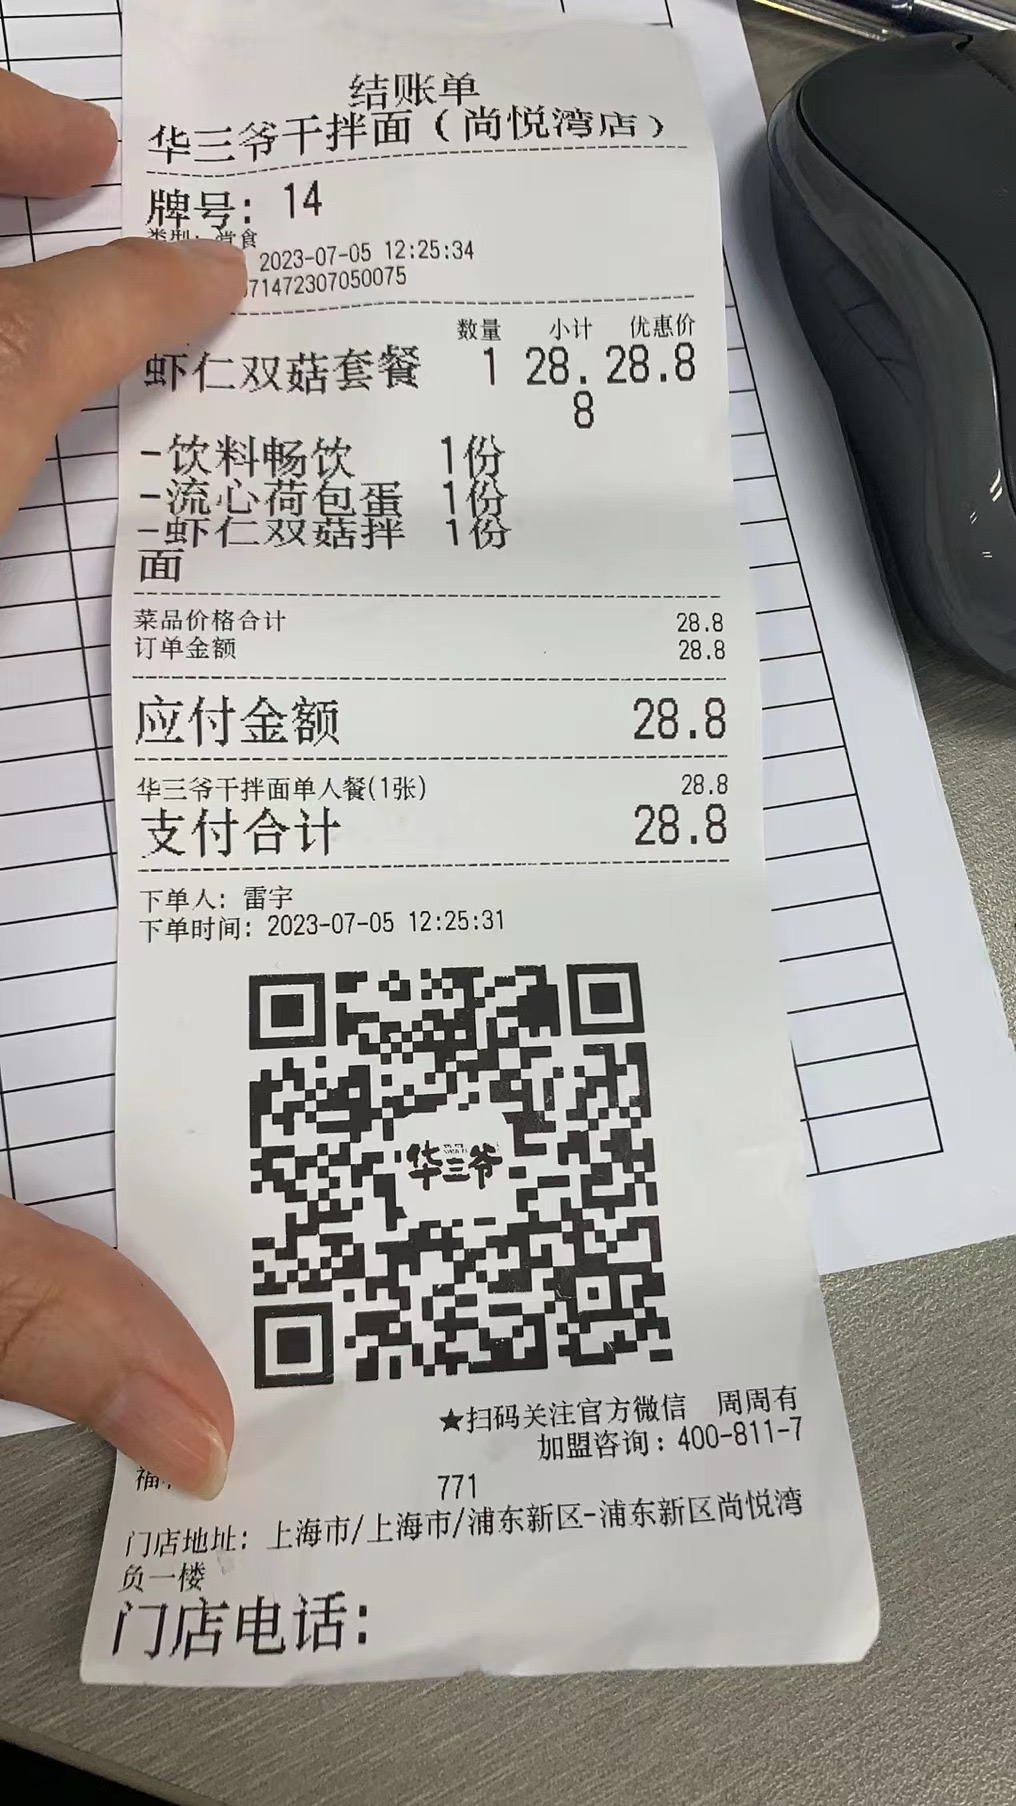 结账单
华三爷干拌面（尚悦湾店）
牌号: 14
类型: 堂食
2023-07-05 12:25:34
71472307050075
数量 小计 优惠价
虾仁双菇套餐 1 28. 28.8
8
-饮料畅饮 1份
-流心荷包蛋 1份
-虾仁双菇拌 1份
面
菜品价格合计 28.8
订单金额 28.8
应付金额 28.8
华三爷干拌面单人餐(1张) 28.8
支付合计 28.8
下单人: 雷宇
下单时间: 2023-07-05 12:25:31
华三爷
★扫码关注官方微信 周周有
加盟咨询: 400-811-7
福 771
门店地址: 上海市/上海市/浦东新区-浦东新区尚悦湾
负一楼
门店电话: